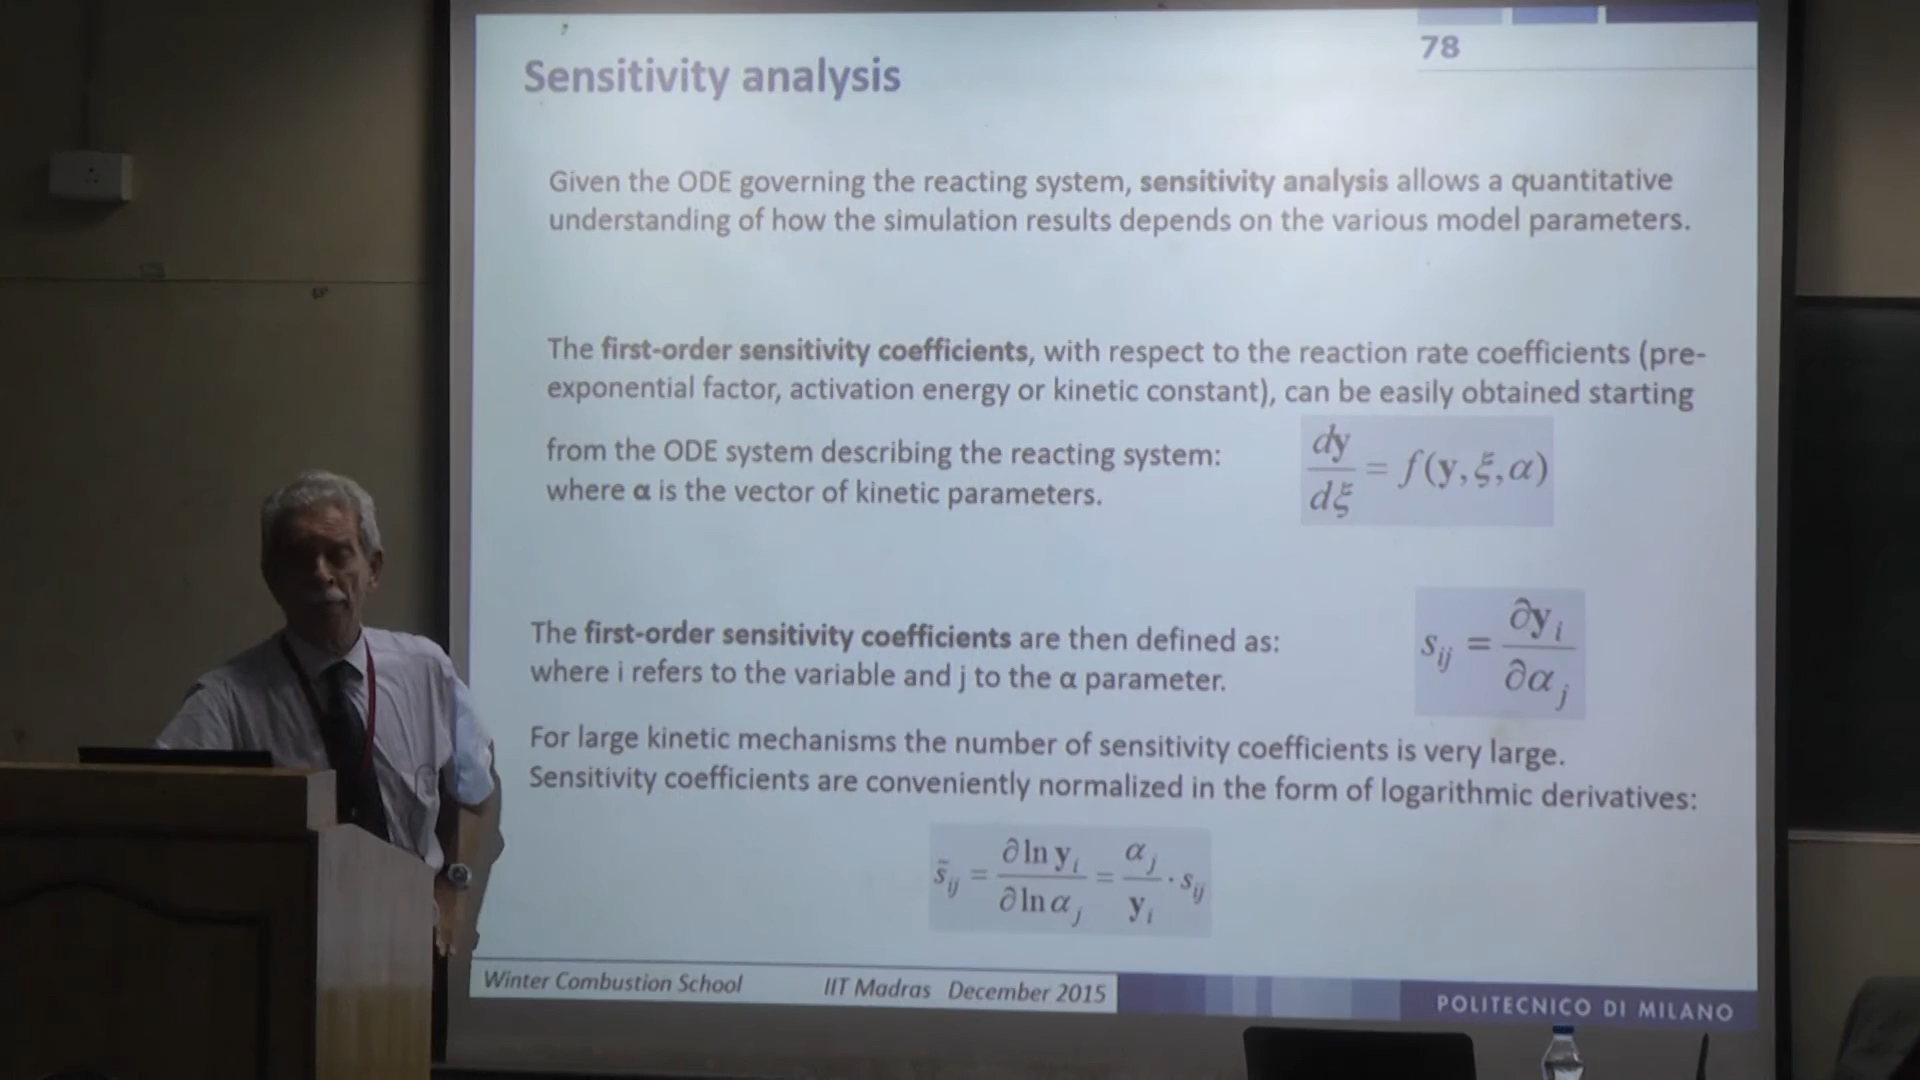 78
Sensitivity analysis
Given the ODE governing the reacting system, sensitivity analysis allows a quantitative
understanding of how the simulation results depends on the various model parameters.
The first-order sensitivity coefficients, with respect to the reaction rate coefficients (pre-
exponential factor, activation energy or kinetic constant), can be easily obtained starting
from the ODE system describing the reacting system:
where α is the vector of kinetic parameters.
dy/dξ = f(y,ξ,α)
The first-order sensitivity coefficients are then defined as:
where i refers to the variable and j to the α parameter.
s_ij = ∂y_i/∂α_j
For large kinetic mechanisms the number of sensitivity coefficients is very large.
Sensitivity coefficients are conveniently normalized in the form of logarithmic derivatives:
s̃_ij = ∂ln y_i/∂ln α_j = α_j/y_i · s_ij
Winter Combustion School IIT Madras December 2015
POLITECNICO DI MILANO